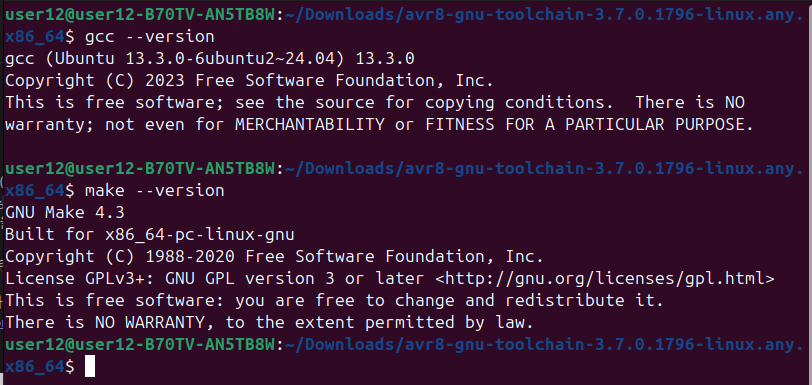 user12@user12-B70TV-AN5TB8W:~/Downloads/avr8-gnu-toolchain-3.7.0.1796-linux.any.
x86_64$ gcc --version
gcc (Ubuntu 13.3.0-6ubuntu2~24.04) 13.3.0
Copyright (C) 2023 Free Software Foundation, Inc.
This is free software; see the source for copying conditions.  There is NO
warranty; not even for MERCHANTABILITY or FITNESS FOR A PARTICULAR PURPOSE.
user12@user12-B70TV-AN5TB8W:~/Downloads/avr8-gnu-toolchain-3.7.0.1796-linux.any.
x86_64$ make --version
GNU Make 4.3
Built for x86_64-pc-linux-gnu
Copyright (C) 1988-2020 Free Software Foundation, Inc.
License GPLv3+: GNU GPL version 3 or later <http://gnu.org/licenses/gpl.html>
This is free software: you are free to change and redistribute it.
There is NO WARRANTY, to the extent permitted by law.
user12@user12-B70TV-AN5TB8W:~/Downloads/avr8-gnu-toolchain-3.7.0.1796-linux.any.
x86_64$